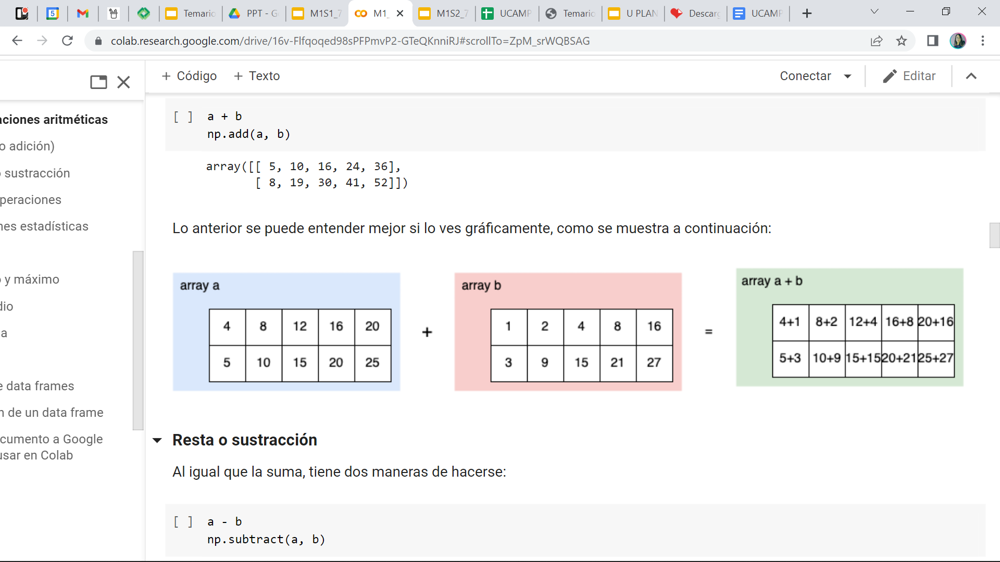 5 Temario PPT - G M1S1_7 M1_ M1S2_7 UCAMP Temario U PLAN Descarg UCAMP
colab.research.google.com/drive/16v-Flfqoqed98sPFPmvP2-GTeQKnniRJ#scrollTo=ZpM_srWQBSAG
+ Código + Texto Conectar Editar
aciones aritméticas
o adición)
o sustracción
peraciones
nes estadísticas
o y máximo
dio
a
e data frames
n de un data frame
cumento a Google
usar en Colab
[ ] a + b
np.add(a, b)
array([[ 5, 10, 16, 24, 36],
[ 8, 19, 30, 41, 52]])
Lo anterior se puede entender mejor si lo ves gráficamente, como se muestra a continuación:
array a
4 8 12 16 20
5 10 15 20 25
+
array b
1 2 4 8 16
3 9 15 21 27
=
array a + b
4+1 8+2 12+4 16+8 20+16
5+3 10+9 15+15 20+21 25+27
Resta o sustracción
Al igual que la suma, tiene dos maneras de hacerse:
[ ] a - b
np.subtract(a, b)